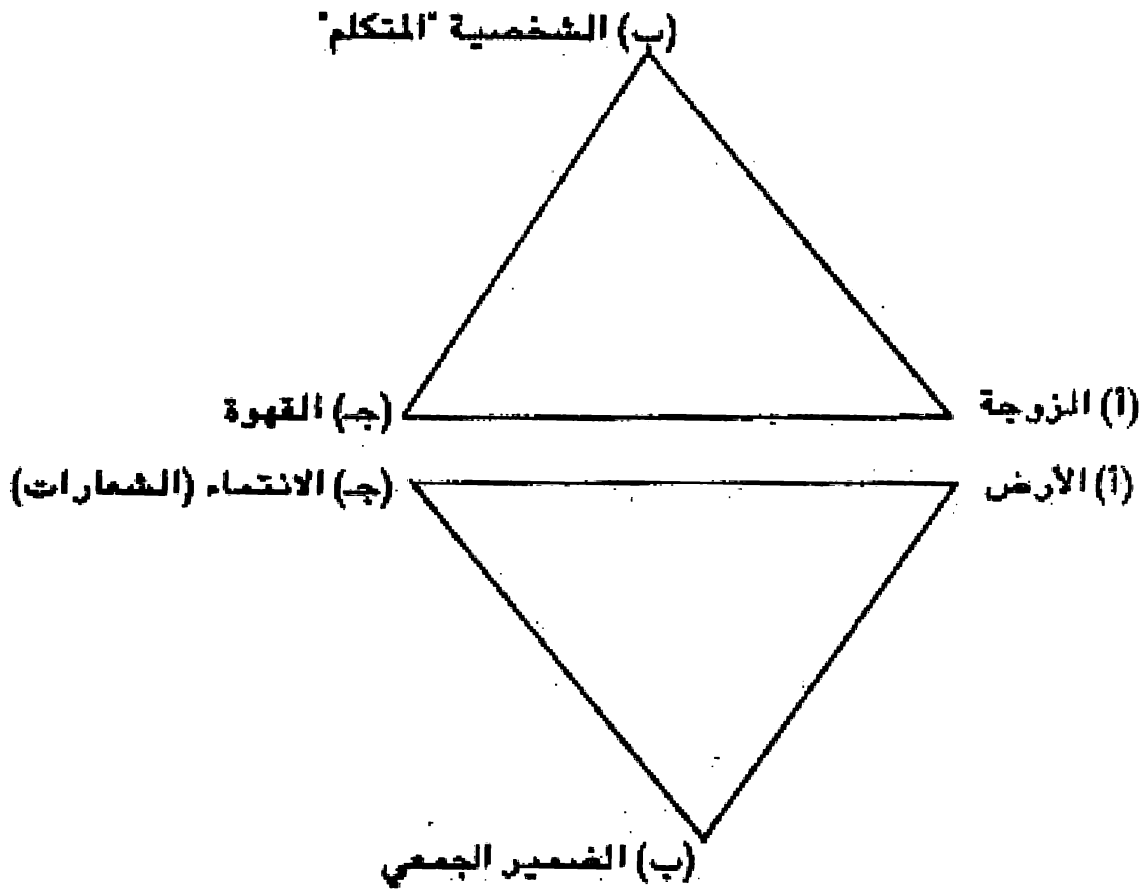 (ب) الشخصية "المتكلم"
(أ) الزوجة
(جـ) القهوة
(أ) الأرض
(جـ) الانتماء (الشعارات)
(ب) الضمير الجمعي